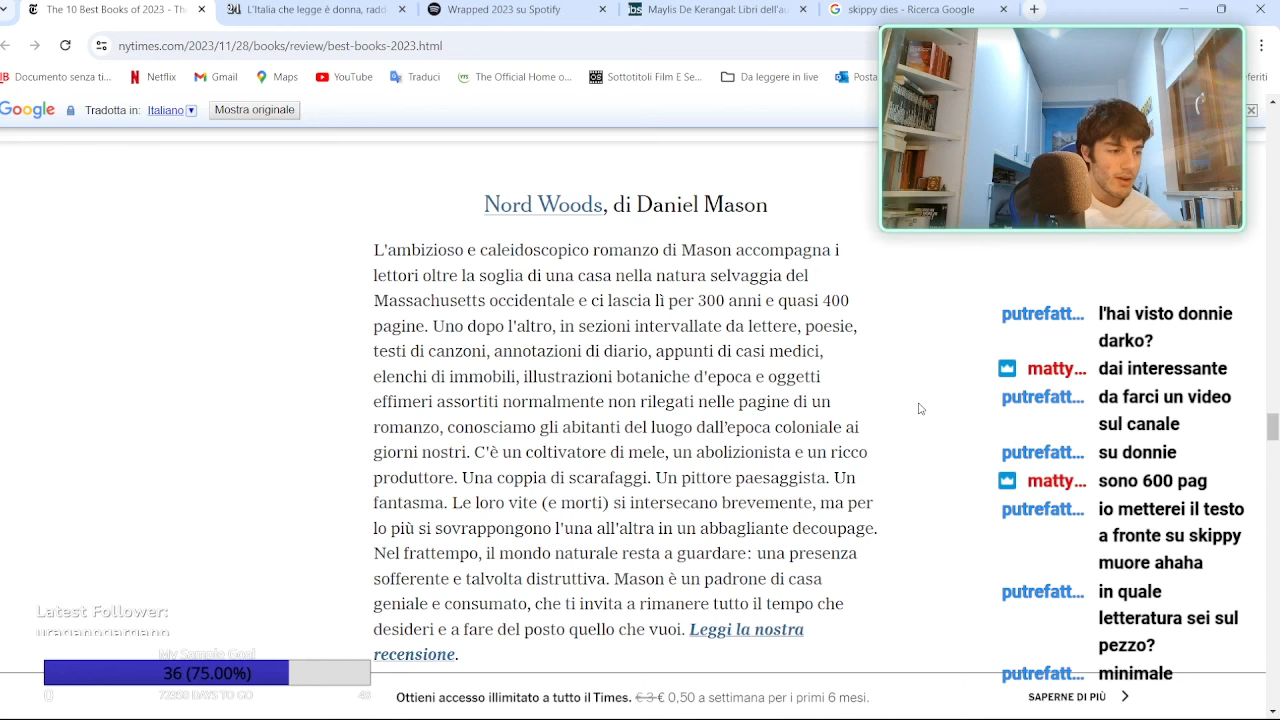 The 10 Best Books of 2023 - The
L'Italia che legge è donna, radd
Wrapped 2023 su Spotify
Maylis De Kerangal: Libri dell'au
skippy dies - Ricerca Google
nytimes.com/2023/11/28/books/review/best-books-2023.html
Documento senza ti...
Netflix
Gmail
Maps
YouTube
Traduci
The Official Home o...
Sottotitoli Film E Se...
Da leggere in live
Posta
Google
Tradotta in: Italiano
Mostra originale
Nord Woods, di Daniel Mason
L'ambizioso e caleidoscopico romanzo di Mason accompagna i
lettori oltre la soglia di una casa nella natura selvaggia del
Massachusetts occidentale e ci lascia lì per 300 anni e quasi 400
pagine. Uno dopo l'altro, in sezioni intervallate da lettere, poesie,
testi di canzoni, annotazioni di diario, appunti di casi medici,
elenchi di immobili, illustrazioni botaniche d'epoca e oggetti
effimeri assortiti normalmente non rilegati nelle pagine di un
romanzo, conosciamo gli abitanti del luogo dall'epoca coloniale ai
giorni nostri. C'è un coltivatore di mele, un abolizionista e un ricco
produttore. Una coppia di scarafaggi. Un pittore paesaggista. Un
fantasma. Le loro vite (e morti) si intersecano brevemente, ma per
lo più si sovrappongono l'una all'altra in un abbagliante decoupage.
Nel frattempo, il mondo naturale resta a guardare: una presenza
sofferente e talvolta distruttiva. Mason è un padrone di casa
geniale e consumato, che ti invita a rimanere tutto il tempo che
desideri e a fare del posto quello che vuoi. Leggi la nostra
recensione.
putrefatt... l'hai visto donnie
darko?
matty... dai interessante
putrefatt... da farci un video
sul canale
putrefatt... su donnie
matty... sono 600 pag
putrefatt... io metterei il testo
a fronte su skippy
muore ahaha
putrefatt... in quale
letteratura sei sul
pezzo?
putrefatt... minimale
Latest Follower:
My Sample Goal
36 (75.00%)
0
48
Ottieni accesso illimitato a tutto il Times. € 3 € 0,50 a settimana per i primi 6 mesi.
SAPERNE DI PIÙ